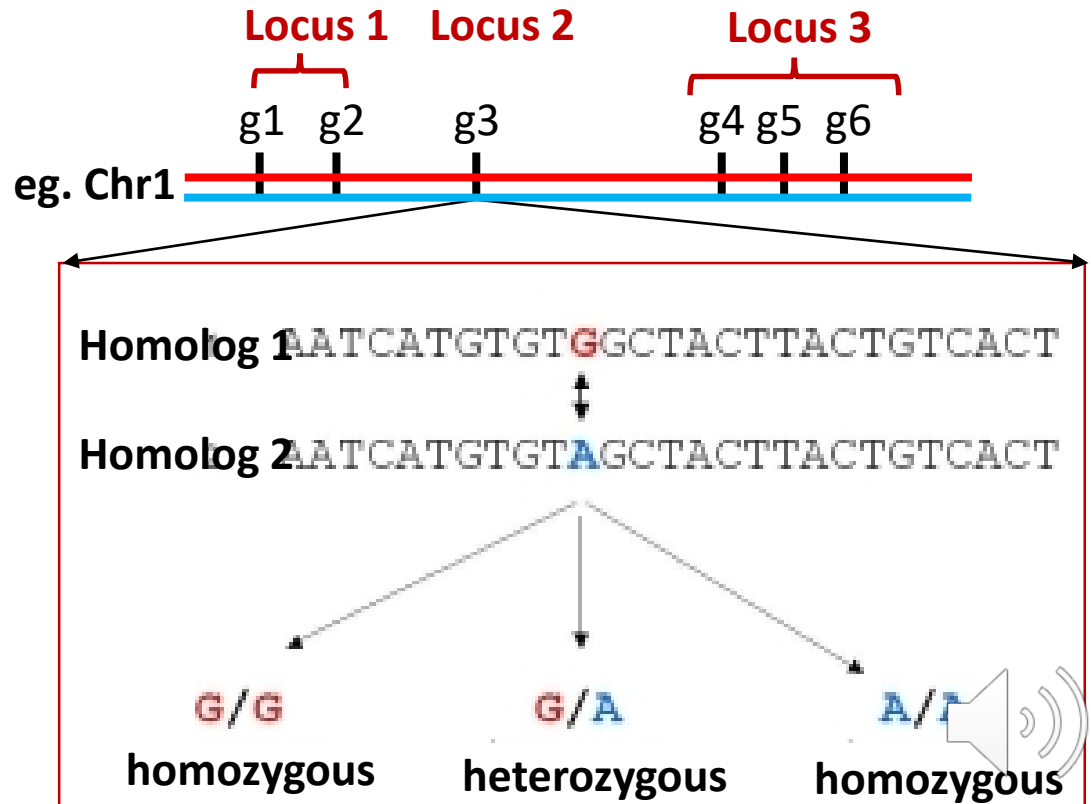 Locus 1 Locus 2 Locus 3
g1 g2 g3 g4 g5 g6
eg. Chr1
Homolog 1 AATCATGTGTGGCTACTTACTGTCACT
Homolog 2 AATCATGTGTAGCTACTTACTGTCACT
G/G G/A A/
homozygous heterozygous homozygous